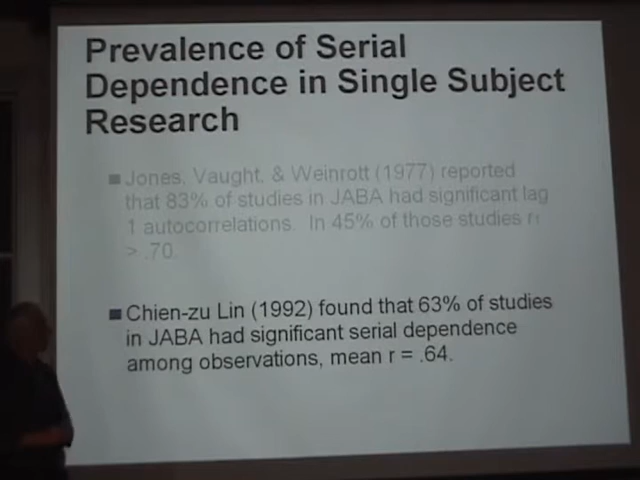 Prevalence of Serial
Dependence in Single Subject
Research
Jones, Vaught, & Weinrott (1977) reported
that 83% of studies in JABA had significant lag
1 autocorrelations. In 45% of those studies r₁
> .70.
Chien-zu Lin (1992) found that 63% of studies
in JABA had significant serial dependence
among observations, mean r = .64.